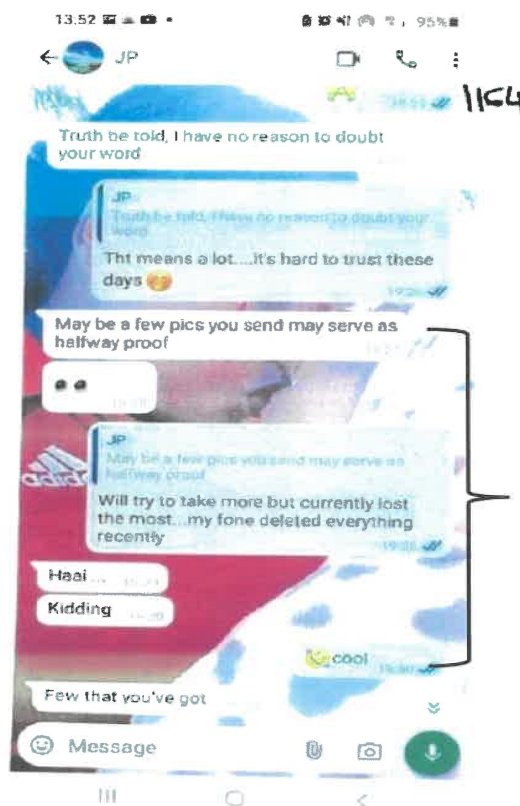 13.52 95%
JP
1164
Truth be told, I have no reason to doubt
your word
JP
Truth be told, I have no reason to doubt your
word
Tht means a lot....it's hard to trust these
days
May be a few pics you send may serve as
halfway proof
JP
May be a few pics you send may serve as
halfway proof
Will try to take more but currently lost
the most...my fone deleted everything
recently
adidas
Haai
Kidding
cool
Few that you've got
Message